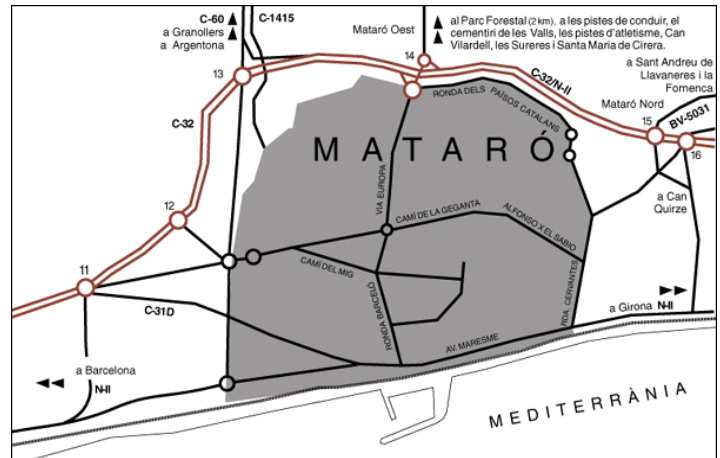 C-60
a Granollers
a Argentona
C-1415
Mataró Oest
al Parc Forestal (2 km), a les pistes de conduir, el
cementiri de les Valls, les pistes d'atletisme, Can
Vilardell, les Sureres i Santa Maria de Cirera.
14
13
C-32/N-II
a Sant Andreu de
Llavaneres i la
Fornenca
Mataró Nord
BV-5031
15
16
RONDA DELS
PAÏSOS CATALANS
C-32
MATARÓ
VIA EUROPA
12
CAMÍ DE LA GEGANTA
ALFONSO X EL SABIO
a Can
Quirze
11
CAMÍ DEL MIG
C-31D
RONDA BARCELÓ
RDA. CERVANTES
a Girona N-II
AV. MARESME
a Barcelona
N-II
MEDITERRÀNIA